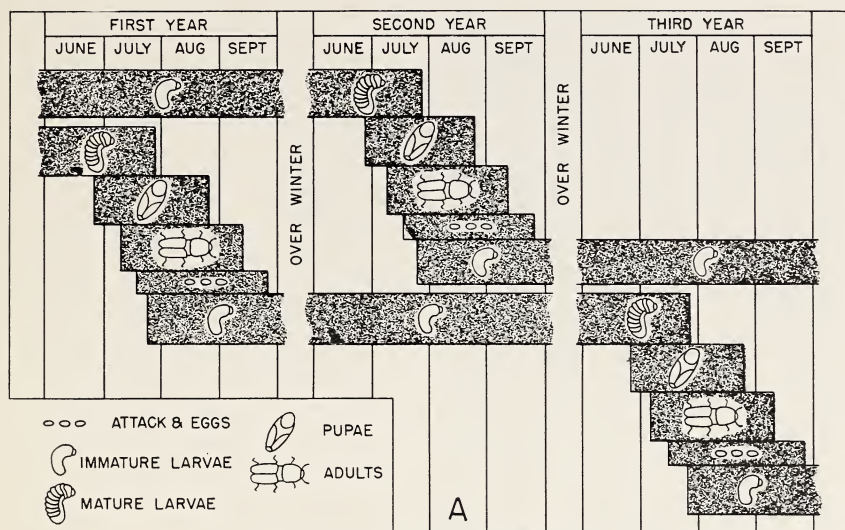 FIRST YEAR SECOND YEAR THIRD YEAR
JUNE JULY AUG SEPT JUNE JULY AUG SEPT JUNE JULY AUG SEPT
OVER WINTER
OVER WINTER
ATTACK & EGGS
IMMATURE LARVAE
MATURE LARVAE
PUPAE
ADULTS
A